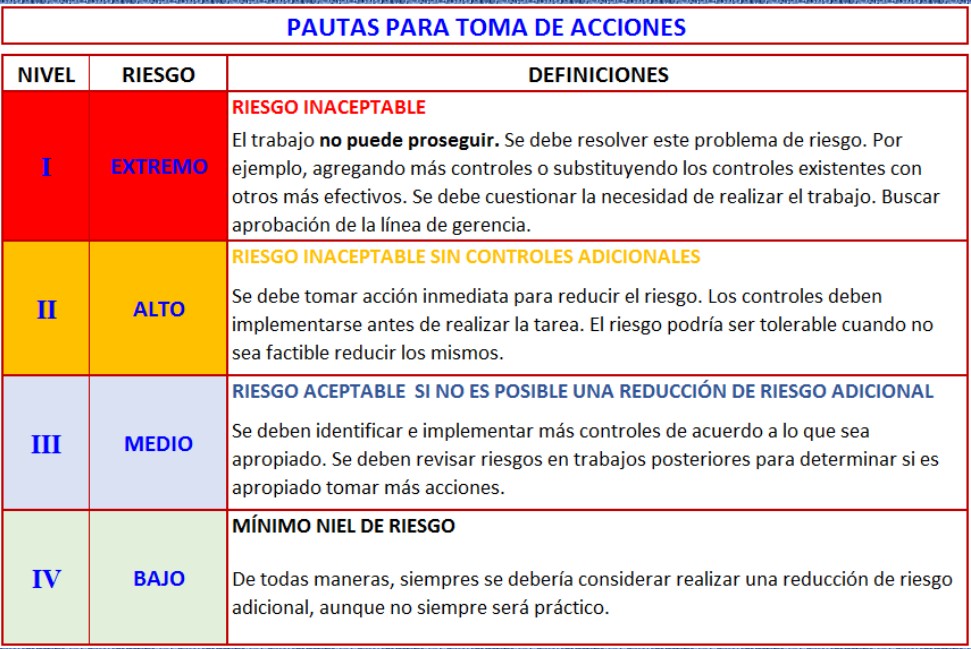 PAUTAS PARA TOMA DE ACCIONES
NIVEL RIESGO DEFINICIONES
I EXTREMO
RIESGO INACEPTABLE
El trabajo no puede proseguir. Se debe resolver este problema de riesgo. Por
ejemplo, agregando más controles o substituyendo los controles existentes con
otros más efectivos. Se debe cuestionar la necesidad de realizar el trabajo. Buscar
aprobación de la línea de gerencia.
II ALTO
RIESGO INACEPTABLE SIN CONTROLES ADICIONALES
Se debe tomar acción inmediata para reducir el riesgo. Los controles deben
implementarse antes de realizar la tarea. El riesgo podría ser tolerable cuando no
sea factible reducir los mismos.
III MEDIO
RIESGO ACEPTABLE SI NO ES POSIBLE UNA REDUCCIÓN DE RIESGO ADICIONAL
Se deben identificar e implementar más controles de acuerdo a lo que sea
apropiado. Se deben revisar riesgos en trabajos posteriores para determinar si es
apropiado tomar más acciones.
IV BAJO
MÍNIMO NIEL DE RIESGO
De todas maneras, siempres se debería considerar realizar una reducción de riesgo
adicional, aunque no siempre será práctico.